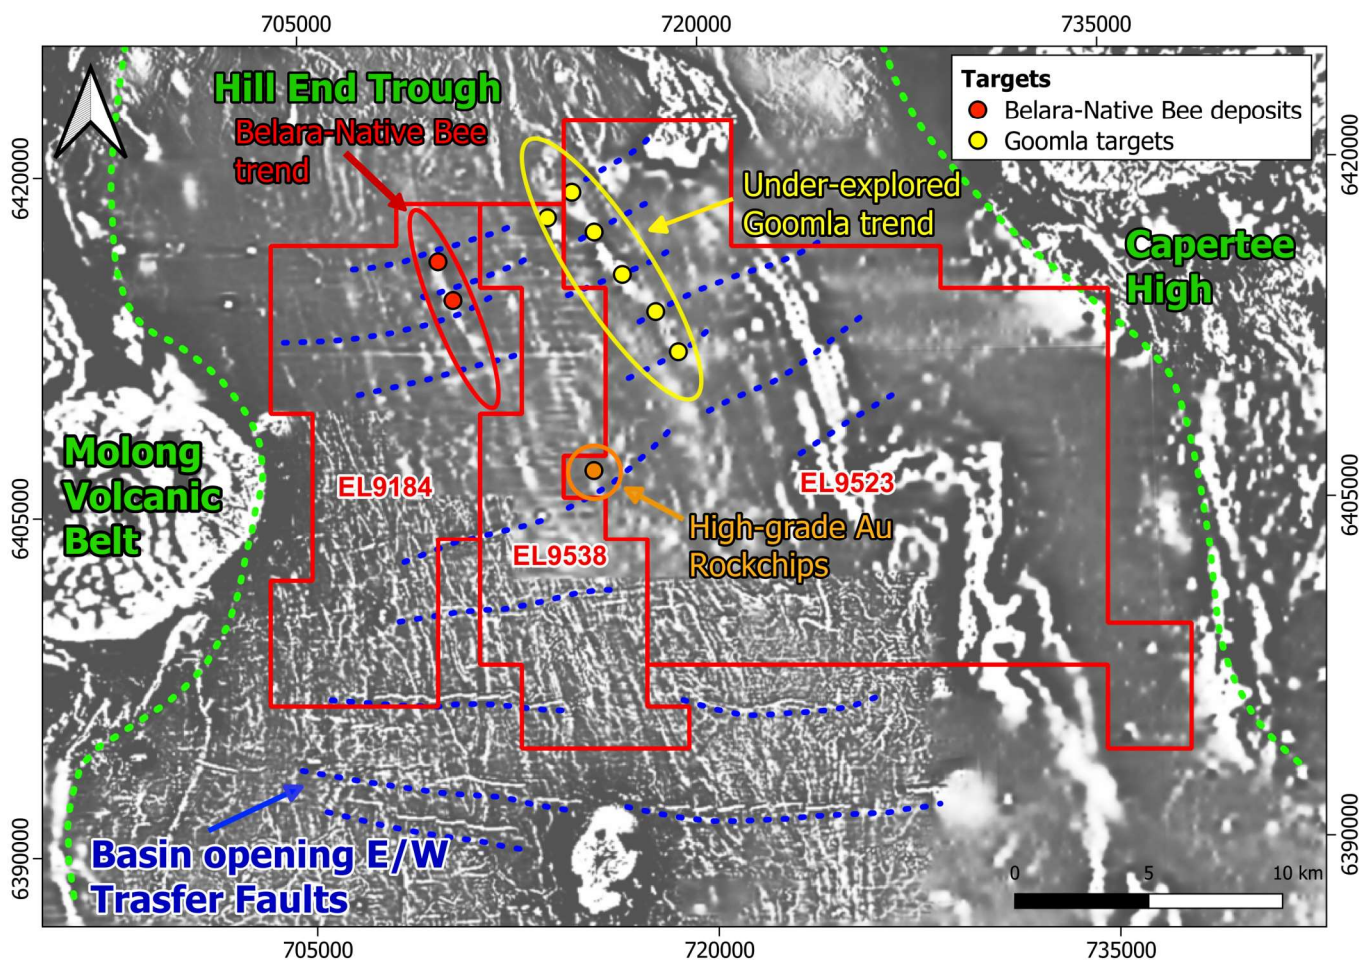 705000
720000
735000
Hill End Trough
Belara-Native Bee
trend
Targets
Belara-Native Bee deposits
Goomla targets
6420000
6420000
Under-explored
Goomla trend
Capertee
High
Molong
Volcanic
Belt
EL9184
EL9523
6405000
6405000
High-grade Au
Rockchips
EL9538
6390000
6390000
Basin opening E/W
Trasfer Faults
0
5
10 km
705000
720000
735000